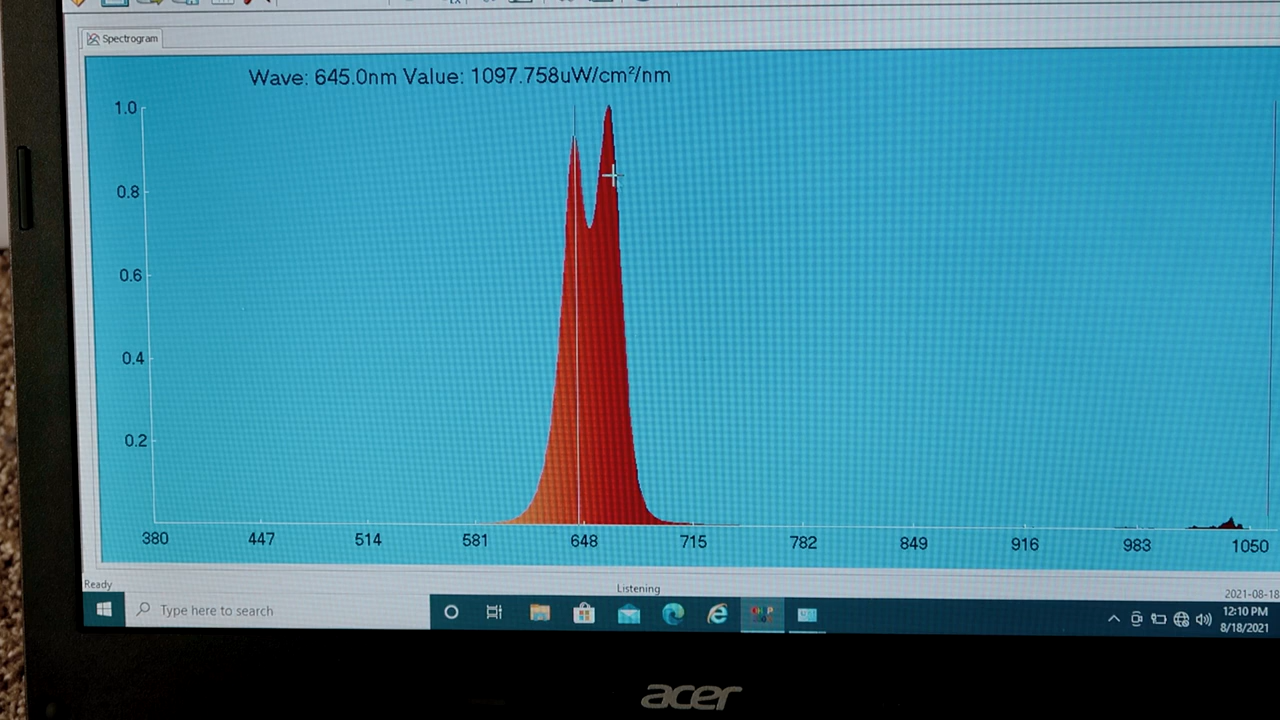 Spectrogram
Wave: 645.0nm Value: 1097.758uW/cm²/nm
1.0
0.8
0.6
0.4
0.2
380 447 514 581 648 715 782 849 916 983 1050
Ready Listening 2021-08-18
Type here to search
12:10 PM
8/18/2021
acer